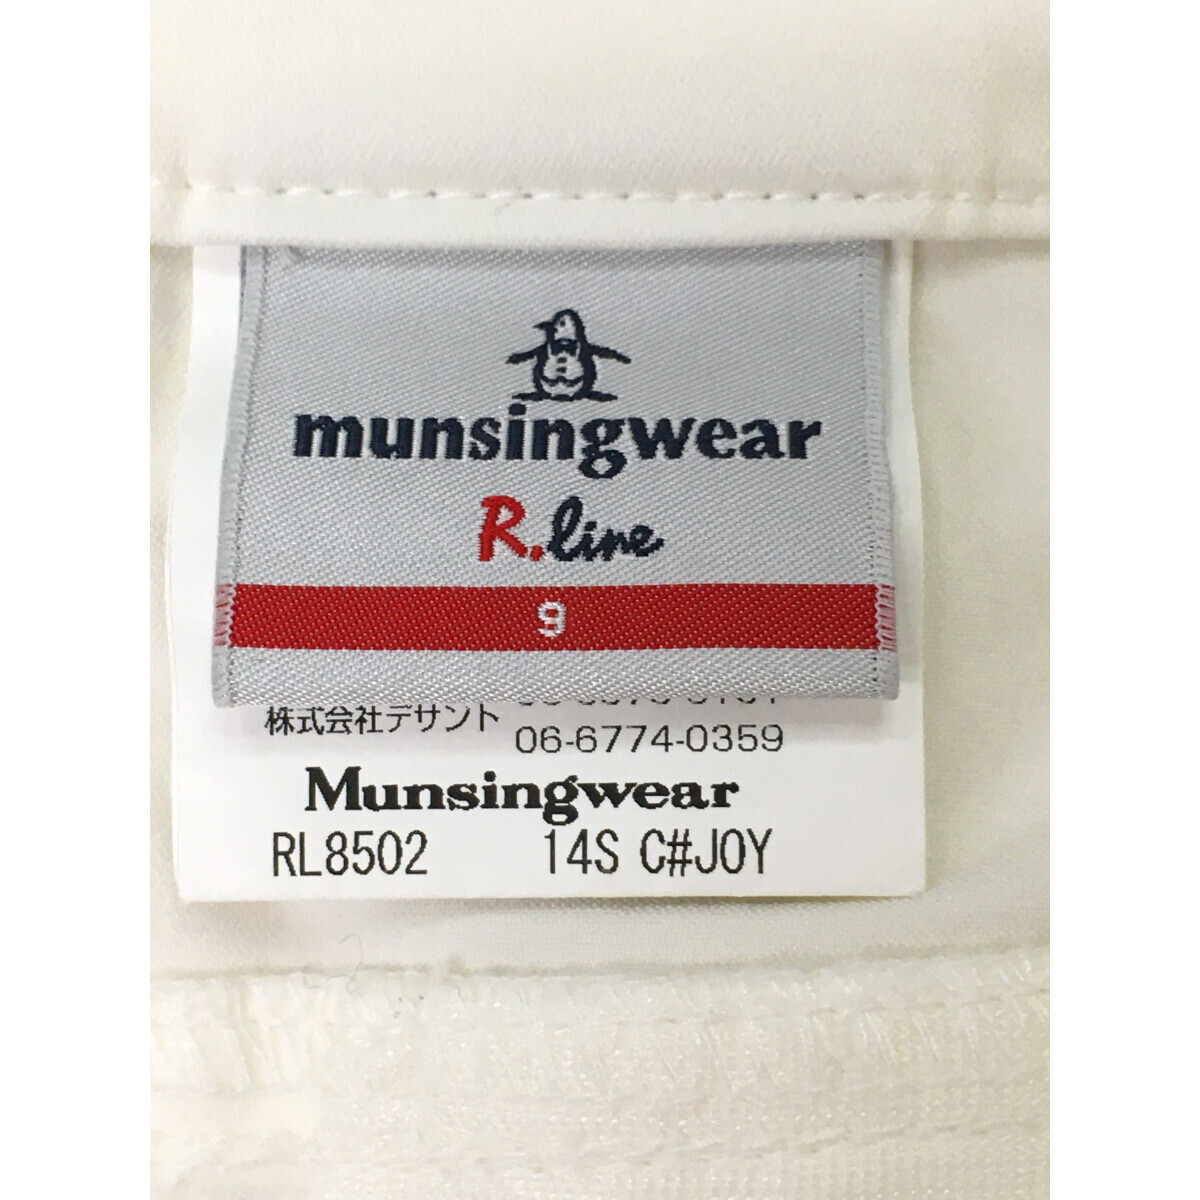 munsingwear
R.line
9
株式会社デサント
06-6774-0359
Munsingwear
RL8502 14S C#JOY